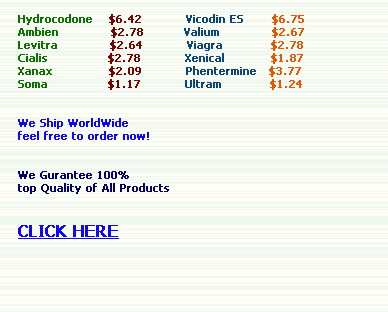 Hydrocodone $6.42 Vicodin ES $6.75
Ambien $2.78 Valium $2.67
Levitra $2.64 Viagra $2.78
Cialis $2.78 Xenical $1.87
Xanax $2.09 Phentermine $3.77
Soma $1.17 Ultram $1.24
We Ship WorldWide
feel free to order now!
We Gurantee 100%
top Quality of All Products
CLICK HERE